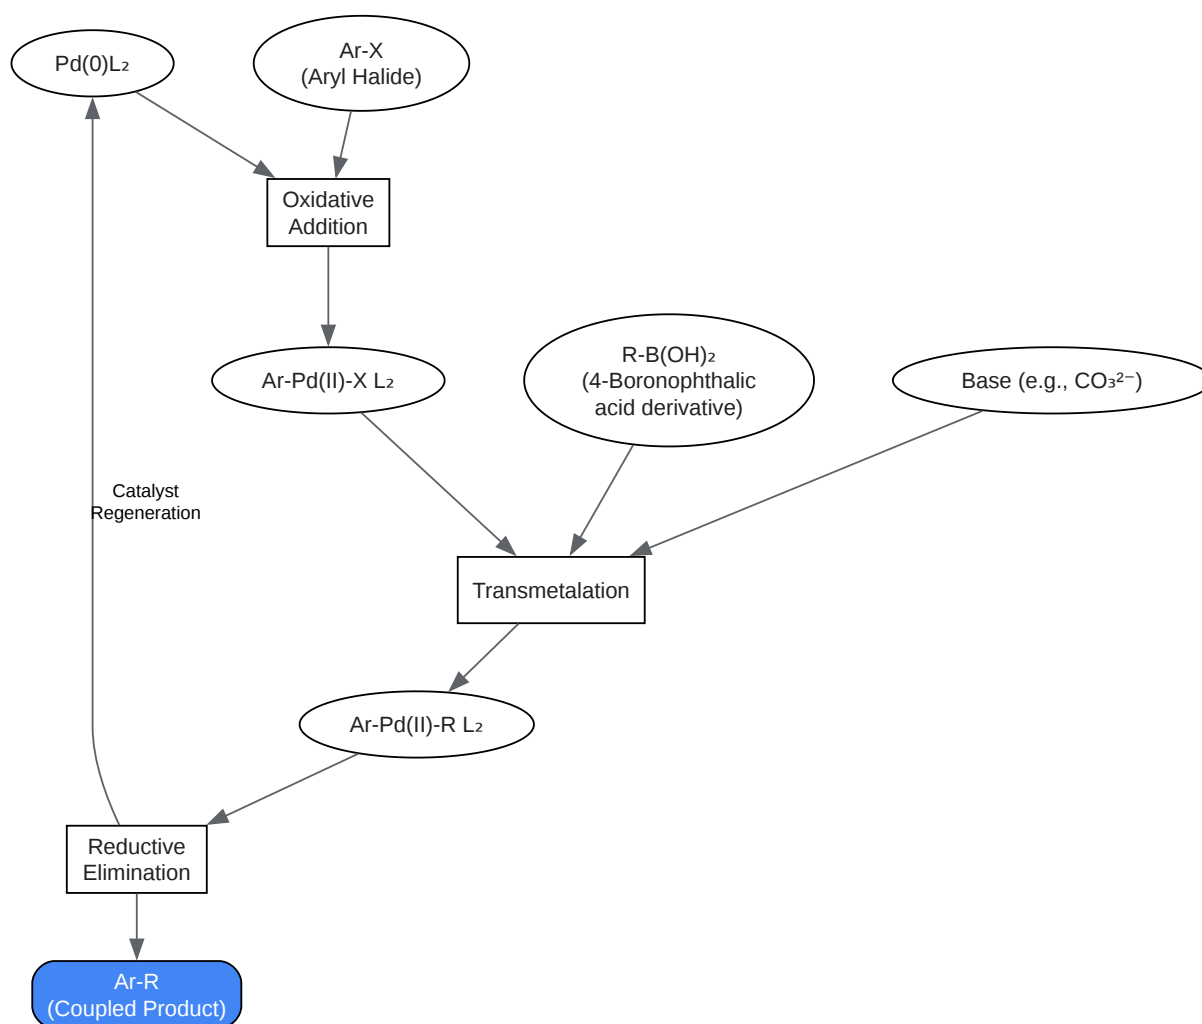 Pd(0)L₂
Ar-X
(Aryl Halide)
Oxidative
Addition
Ar-Pd(II)-X L₂
R-B(OH)₂
(4-Boronophthalic
acid derivative)
Base (e.g., CO₃²⁻)
Catalyst
Regeneration
Transmetalation
Ar-Pd(II)-R L₂
Reductive
Elimination
Ar-R
(Coupled Product)